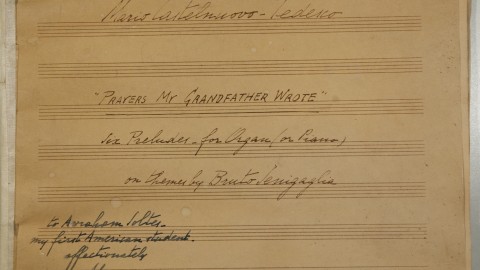 Mario Castelnuovo-Tedesco
"PRAYERS MY GRANDFATHER WROTE"
Six Preludes - for Organ (or Piano)
on themes by Bruto Senigaglia
to Avraham Soltes -
my first American student -
affectionately